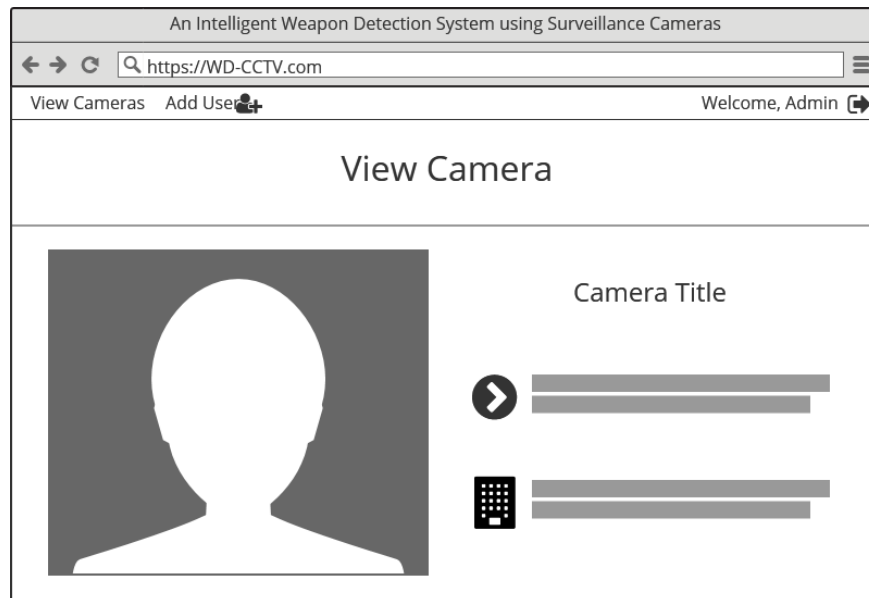 An Intelligent Weapon Detection System using Surveillance Cameras
https://WD-CCTV.com
View Cameras Add User Welcome, Admin
View Camera
Camera Title